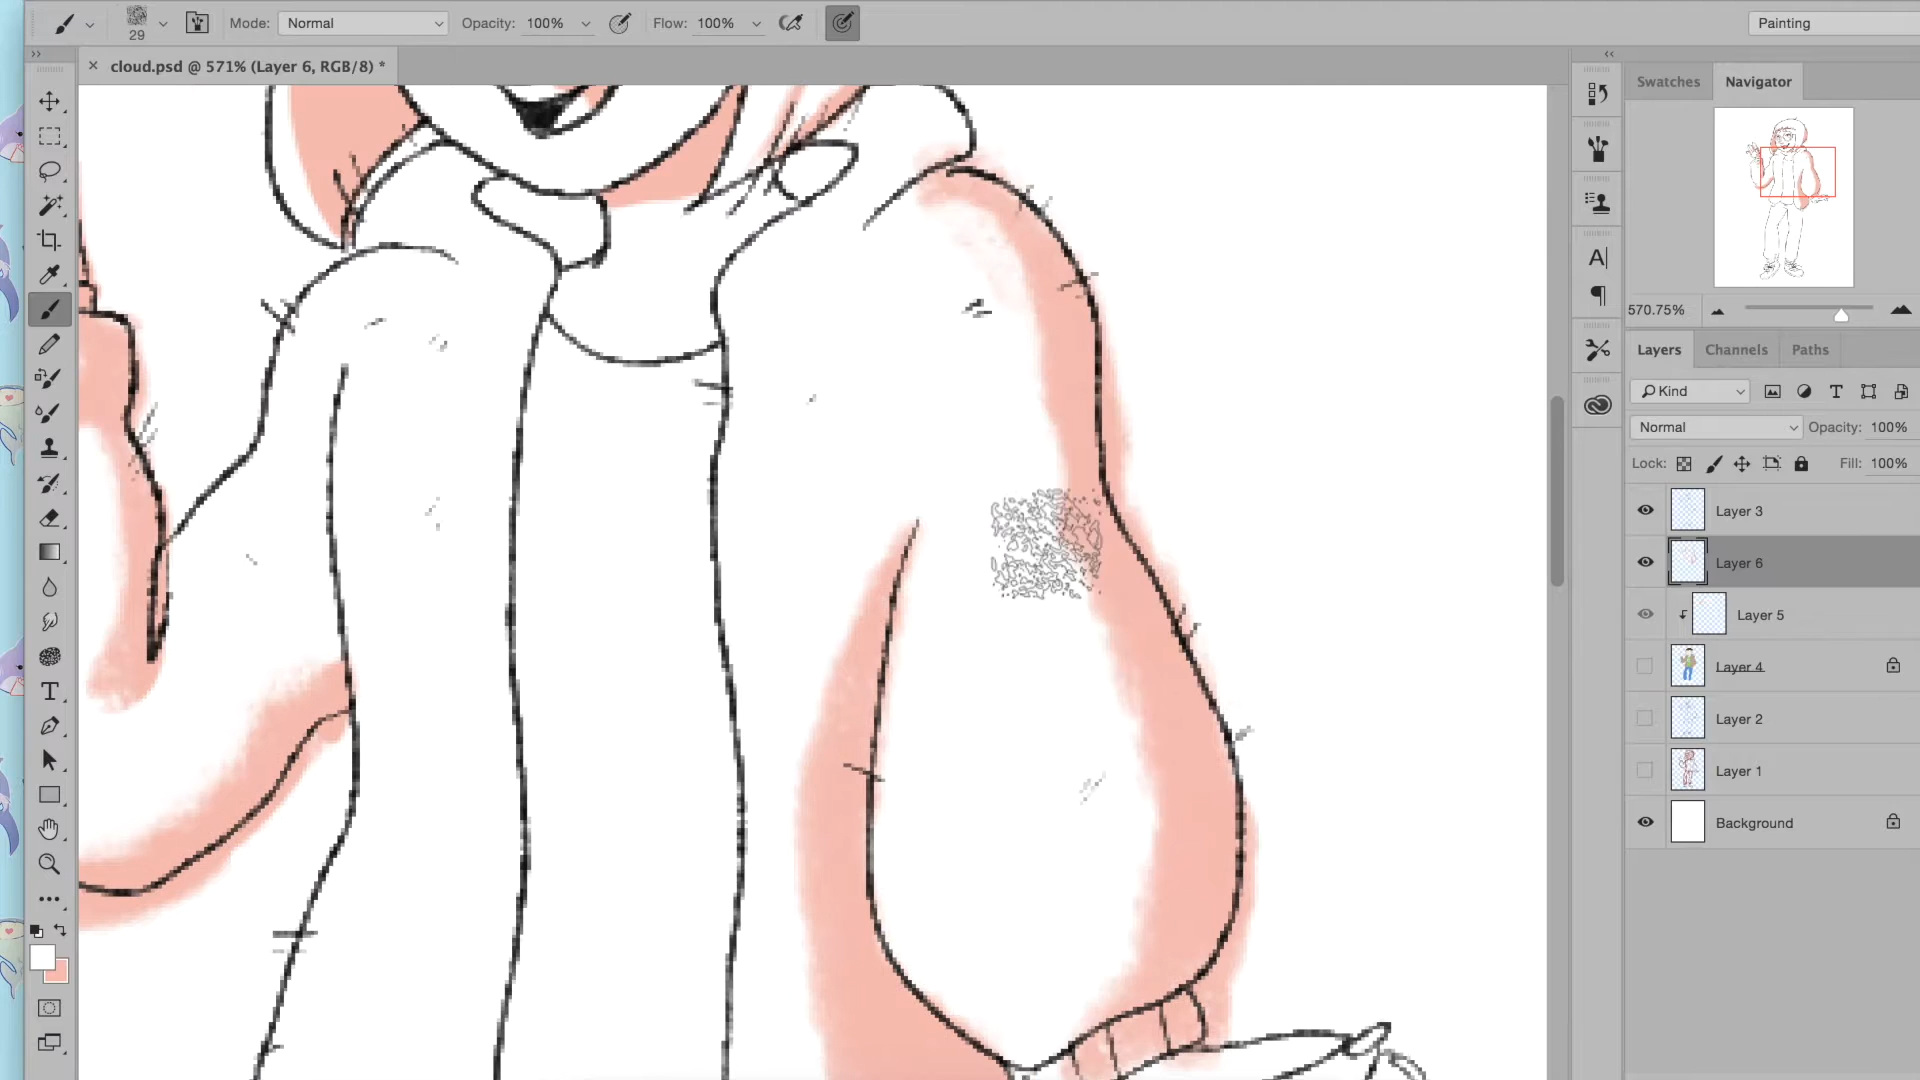 29
Mode: Normal
Opacity: 100%
Flow: 100%
Painting
cloud.psd @ 571% (Layer 6, RGB/8) *
Swatches
Navigator
570.75%
Layers
Channels
Paths
Kind
Normal
Opacity: 100%
Lock:
Fill: 100%
Layer 3
Layer 6
Layer 5
Layer 4
Layer 2
Layer 1
Background